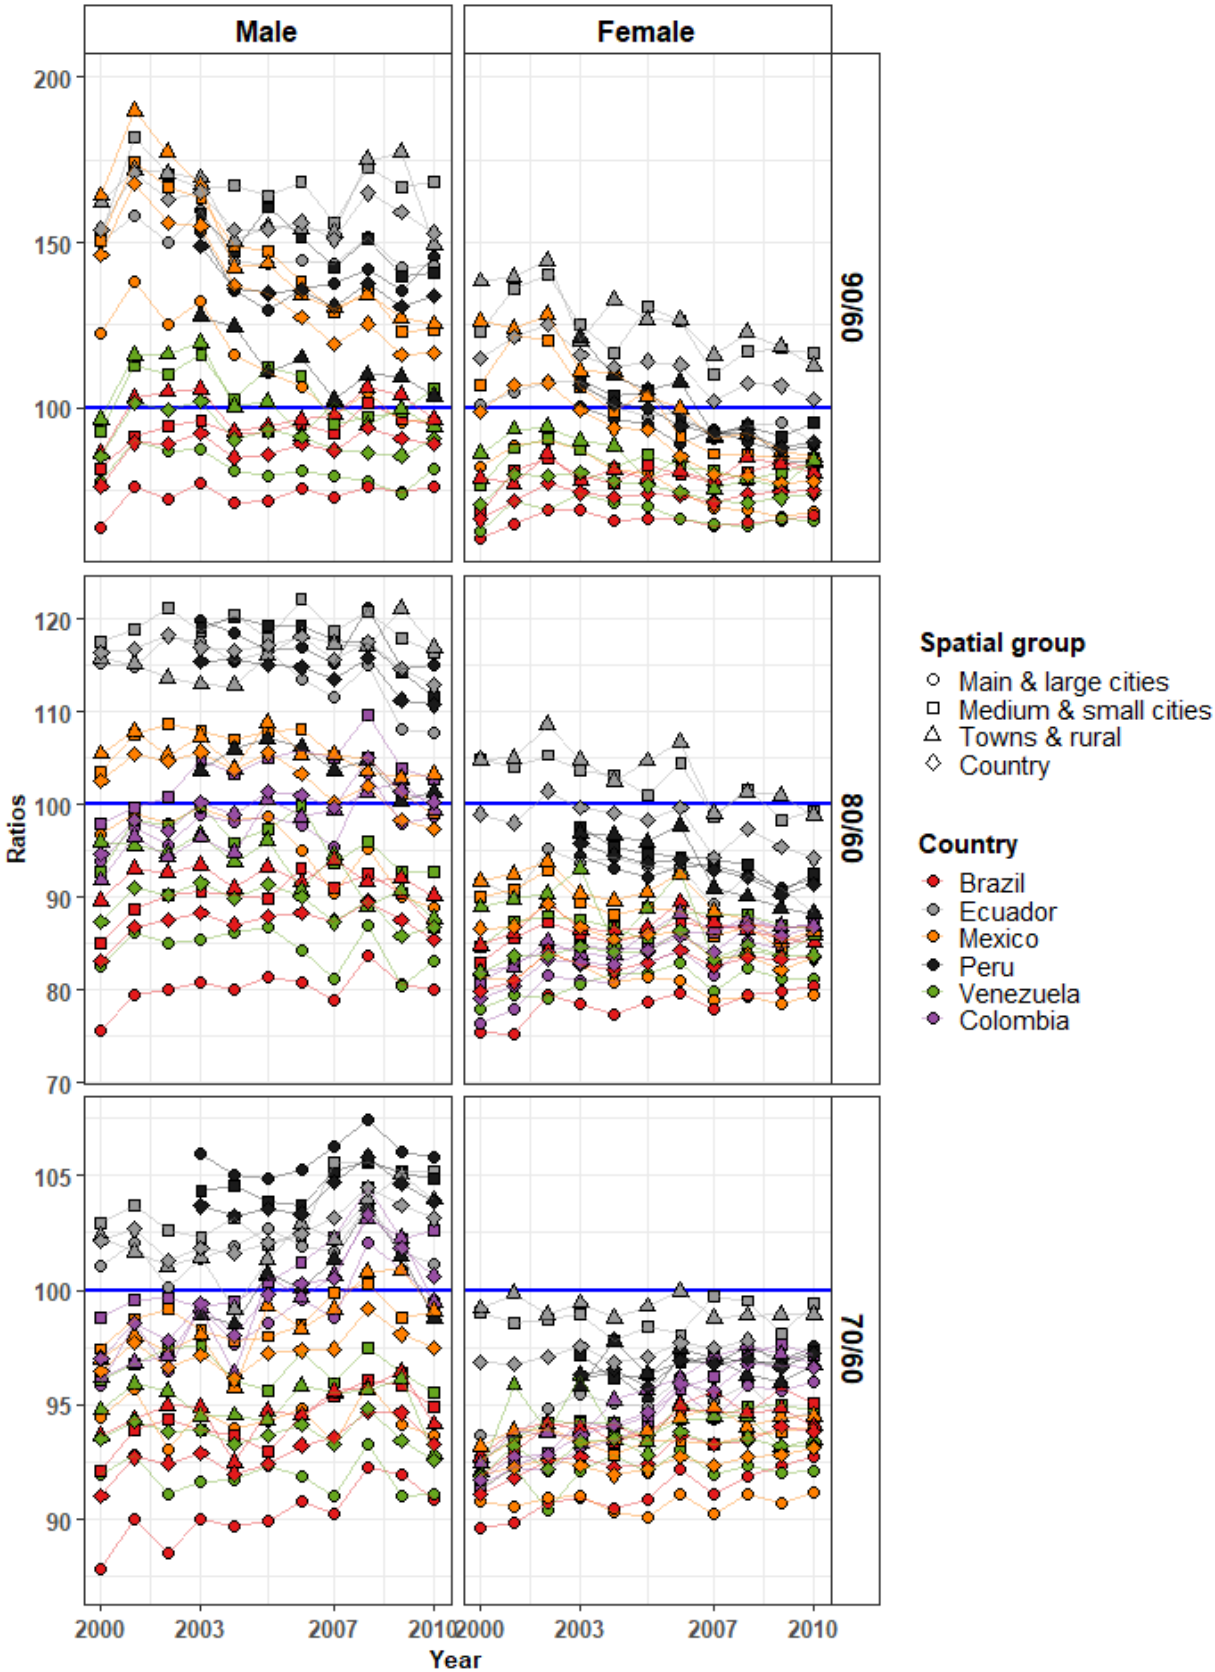 Male
Female
200
150
100
90/60
120
110
100
90
80
70
80/60
105
100
95
90
70/60
Ratios
2000
2003
2007
2010
2000
2003
2007
2010
Year
Spatial group
Main & large cities
Medium & small cities
Towns & rural
Country
Country
Brazil
Ecuador
Mexico
Peru
Venezuela
Colombia